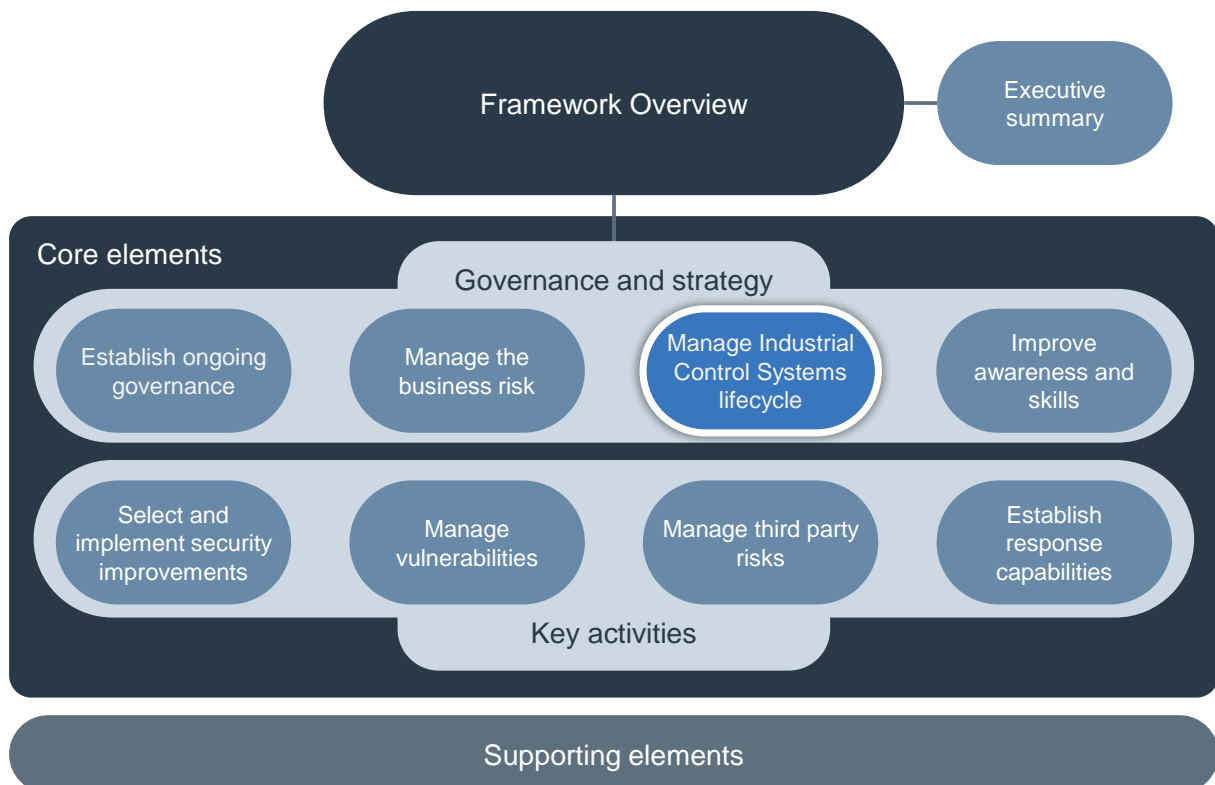 Framework Overview
Executive
summary
Core elements
Governance and strategy
Establish ongoing
governance
Manage the
business risk
Manage Industrial
Control Systems
lifecycle
Improve
awareness and
skills
Select and
implement security
improvements
Manage
vulnerabilities
Manage third party
risks
Establish
response
capabilities
Key activities
Supporting elements